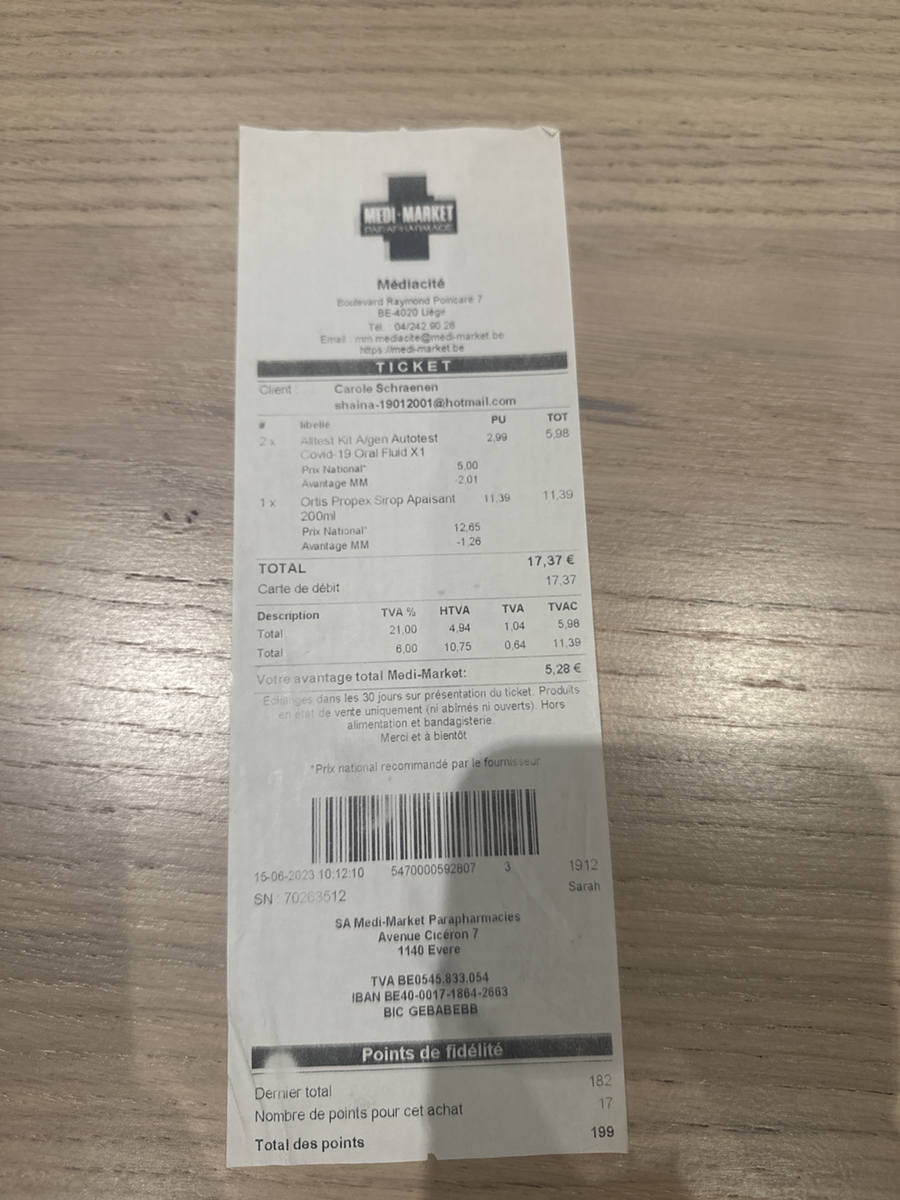 MEDI-MARKET
PARAPHARMACIE
Médiacité
Boulevard Raymond Poincaré 7
BE-4020 Liège
Tél. : 04/242 90 28
Email : mm.mediacite@medi-market.be
https://medi-market.be
TICKET
Client : Carole Schraenen
shaina-19012001@hotmail.com
# libelle PU TOT
2 x Alltest Kit A/gen Autotest 2,99 5,98
Covid-19 Oral Fluid X1
Prix National* 5,00
Avantage MM -2,01
1 x Ortis Propex Sirop Apaisant 11,39 11,39
200ml
Prix National* 12,65
Avantage MM -1,26
TOTAL 17,37 €
Carte de débit 17,37
Description TVA % HTVA TVA TVAC
Total 21,00 4,94 1,04 5,98
Total 6,00 10,75 0,64 11,39
Votre avantage total Medi-Market: 5,28 €
Echanges dans les 30 jours sur présentation du ticket. Produits
en état de vente uniquement (ni abîmés ni ouverts). Hors
alimentation et bandagisterie.
Merci et à bientôt
*Prix national recommandé par le fournisseur
15-06-2023 10:12:10 5470000592807 3 1912
SN : 70263512 Sarah
SA Medi-Market Parapharmacies
Avenue Cicéron 7
1140 Evere
TVA BE0545.833.054
IBAN BE40-0017-1864-2663
BIC GEBABEBB
Points de fidélité
Dernier total 182
Nombre de points pour cet achat 17
Total des points 199